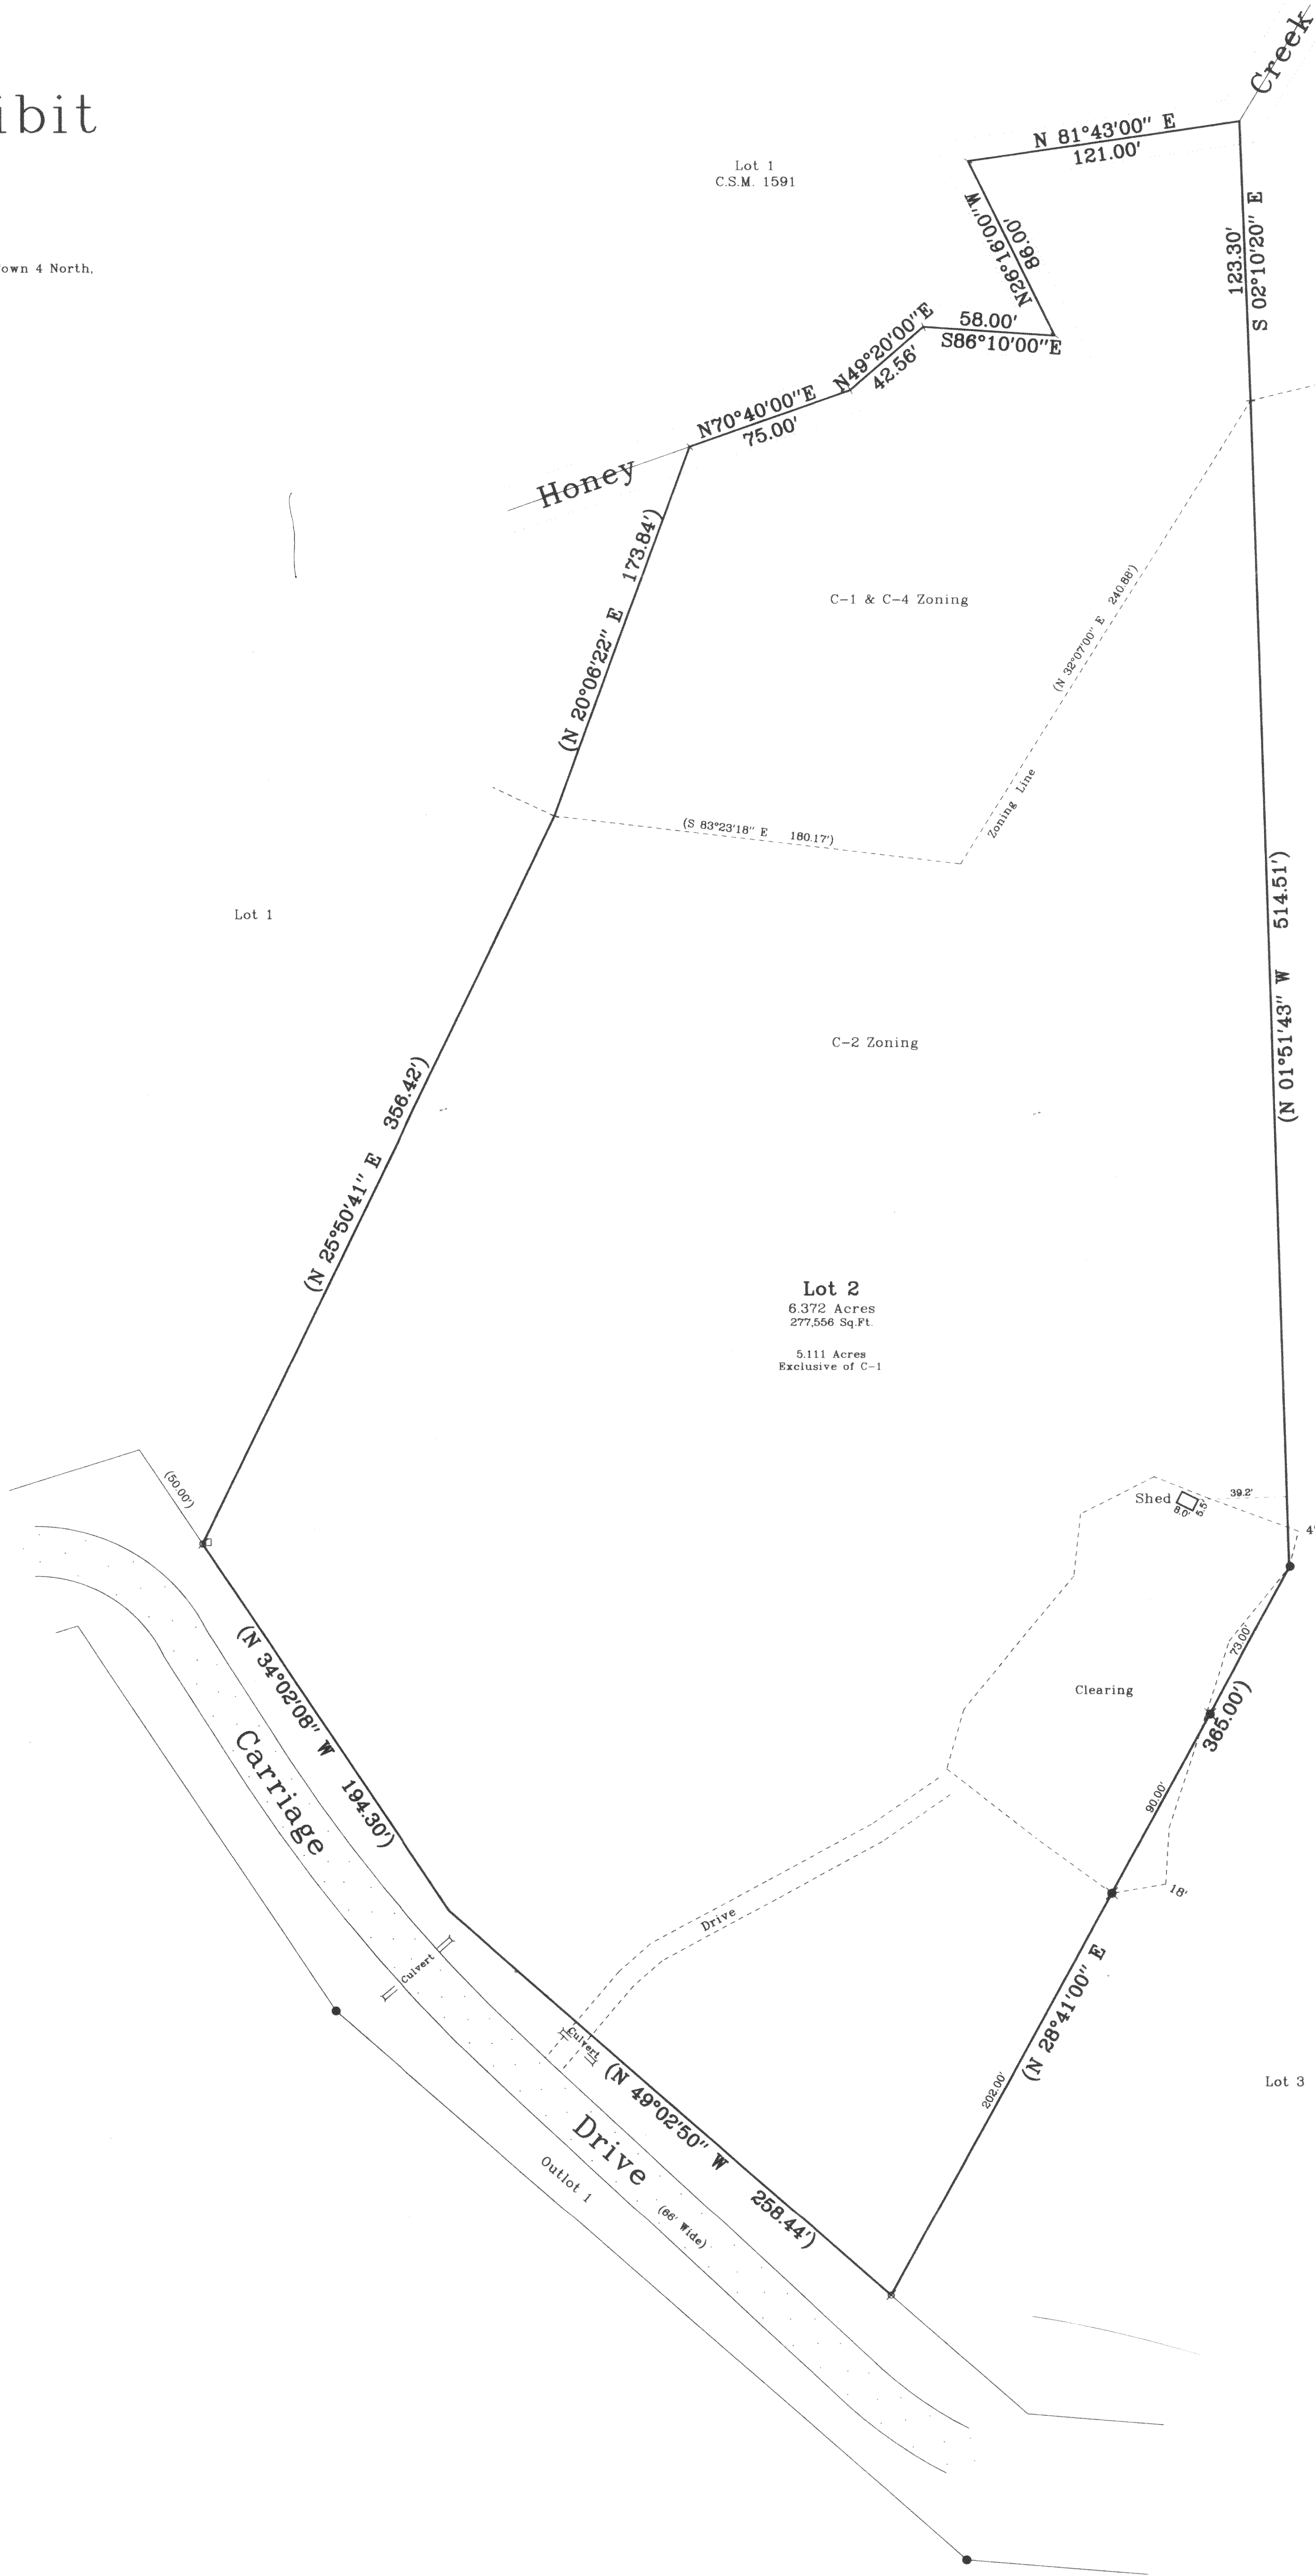 ibit
own 4 North,
Creek
N 81°43'00" E
121.00'
Lot 1
C.S.M. 1591
N26°16'00"W
86.00'
123.30'
S 02°10'20" E
58.00'
S86°10'00"E
N49°20'00"E
42.56'
N70°40'00"E
75.00'
Honey
(N 20°06'22" E 173.84')
C-1 & C-4 Zoning
(N 32°07'00" E 240.88')
Zoning Line
(S 83°23'18" E 180.17')
(N 01°51'43" W 514.51')
Lot 1
C-2 Zoning
(N 25°50'41" E 356.42')
Lot 2
6.372 Acres
277,556 Sq.Ft.
5.111 Acres
Exclusive of C-1
(50.00')
Shed
8.0'
5.5'
39.2'
4'
73.00'
Clearing
365.00')
90.00'
18'
(N 34°02'08" W 194.30')
Carriage
Culvert
Drive
Culvert
(N 28°41'00" E
202.00'
Lot 3
(N 49°02'50" W 258.44')
Drive
Outlot 1
(66' Wide)